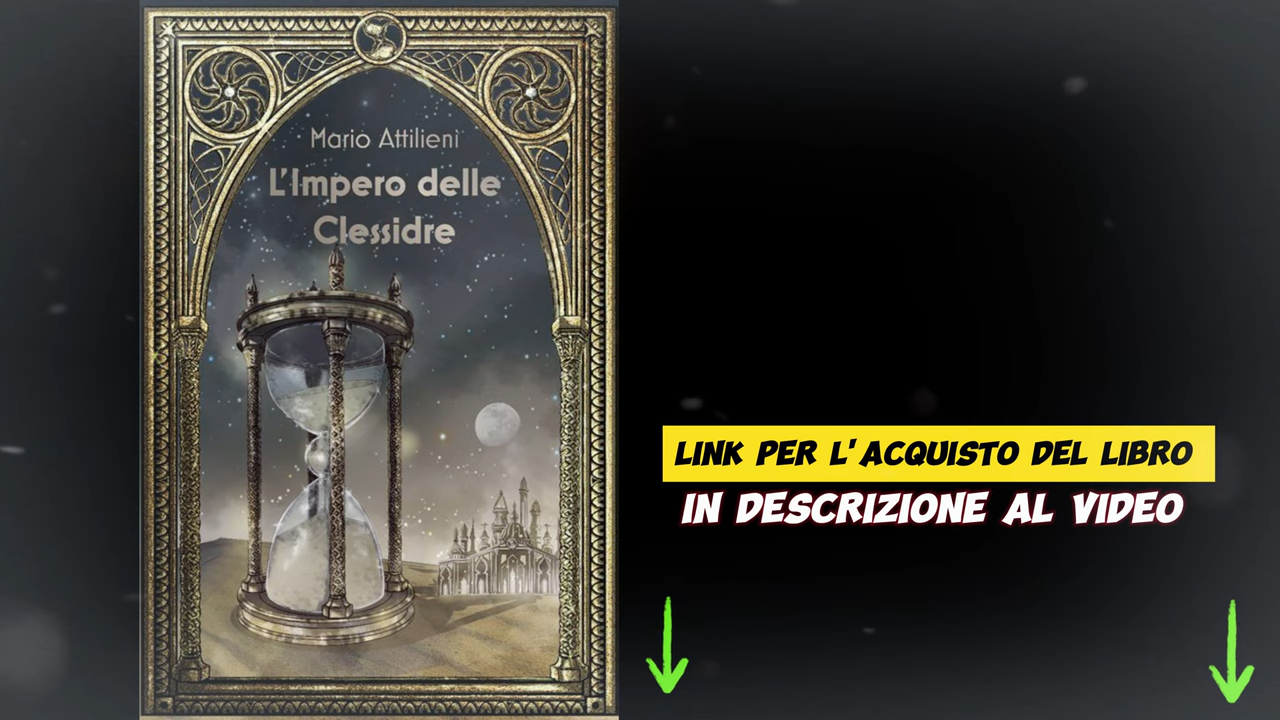 Mario Attilieni
L'Impero delle
Clessidre
LINK PER L'ACQUISTO DEL LIBRO
IN DESCRIZIONE AL VIDEO